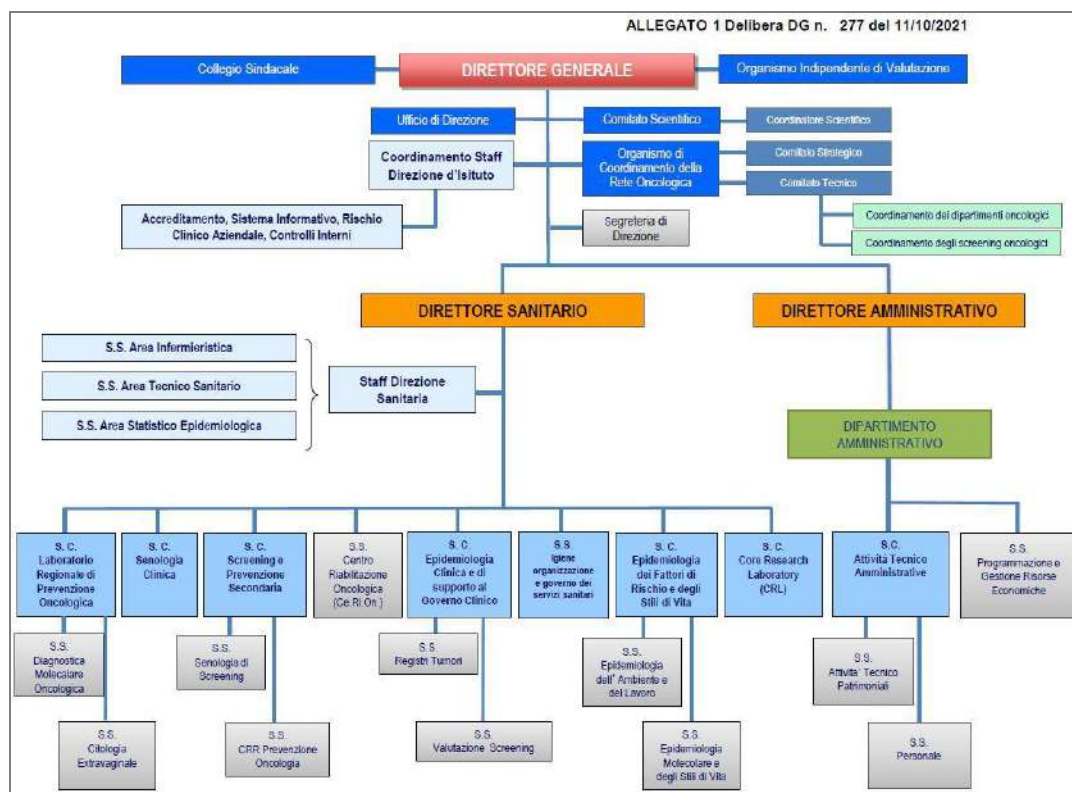 ALLEGATO 1 Delibera DG n. 277 del 11/10/2021
Collegio Sindacale
DIRETTORE GENERALE
Organismo Indipendente di Valutazione
Ufficio di Direzione
Comitato Scientifico
Coordinatore Scientifico
Coordinamento Staff
Direzione d'Isituto
Organismo di
Coordinamento della
Rete Oncologica
Comitato Strategico
Comitato Tecnico
Accreditamento, Sistema Informativo, Rischio
Clinico Aziendale, Controlli Interni
Segreteria di
Direzione
Coordinamento dei dipartimenti oncologici
Coordinamento degli screening oncologici
DIRETTORE SANITARIO
DIRETTORE AMMINISTRATIVO
S.S. Area Infermieristica
S.S. Area Tecnico Sanitario
S.S. Area Statistico Epidemiologica
Staff Direzione
Sanitaria
DIPARTIMENTO
AMMINISTRATIVO
S. C.
Laboratorio
Regionale di
Prevenzione
Oncologica
S. C.
Senologia
Clinica
S. C.
Screening e
Prevenzione
Secondaria
S.S.
Centro
Riabilitazione
Oncologica
(Ce.Ri.On.)
S. C.
Epidemiologia
Clinica e di
supporto al
Governo Clinico
S.S.
Igiene
organizzazione
e governo dei
servizi sanitari
S. C.
Epidemiologia
dei Fattori di
Rischio e degli
Stili di Vita
S. C.
Core Research
Laboratory
(CRL)
S.C.
Attività Tecnico
Amministrative
S.S.
Programmazione e
Gestione Risorse
Economiche
S.S.
Diagnostica
Molecolare
Oncologica
S.S.
Senologia di
Screening
S.S.
Registri Tumori
S.S.
Epidemiologia
dell' Ambiente e
del Lavoro
S.S.
Attivita' Tecnico
Patrimoniali
S.S.
Citologia
Extravaginale
S.S.
CRR Prevenzione
Oncologia
S.S.
Valutazione Screening
S.S.
Epidemiologia
Molecolare e
degli Stili di Vita
S.S.
Personale